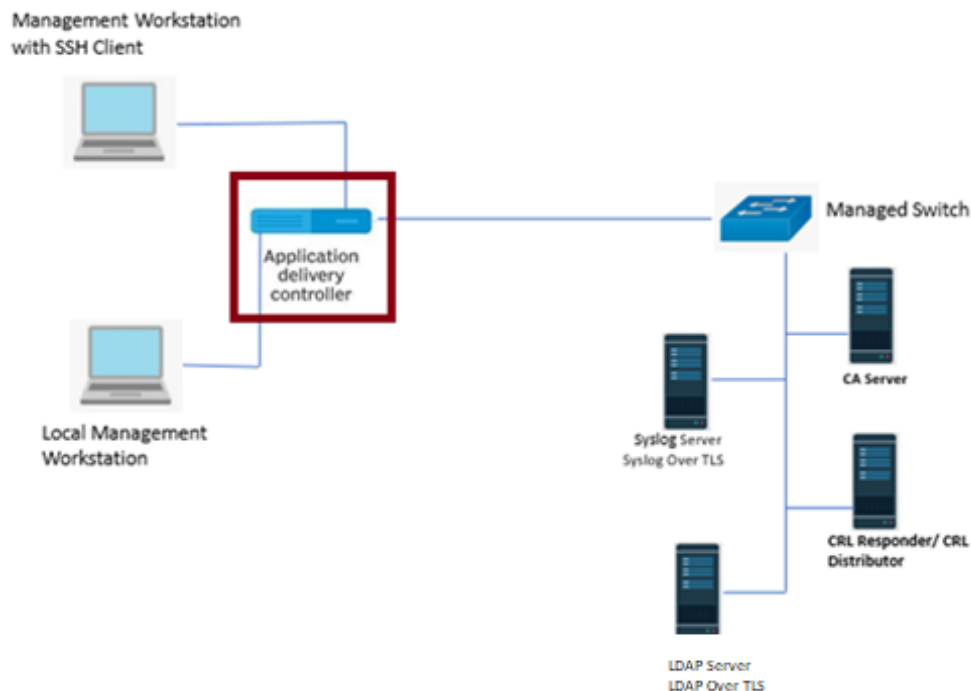 Management Workstation
with SSH Client
Application
delivery
controller
Managed Switch
CA Server
Local Management
Workstation
Syslog Server
Syslog Over TLS
CRL Responder/ CRL
Distributor
LDAP Server
LDAP Over TLS